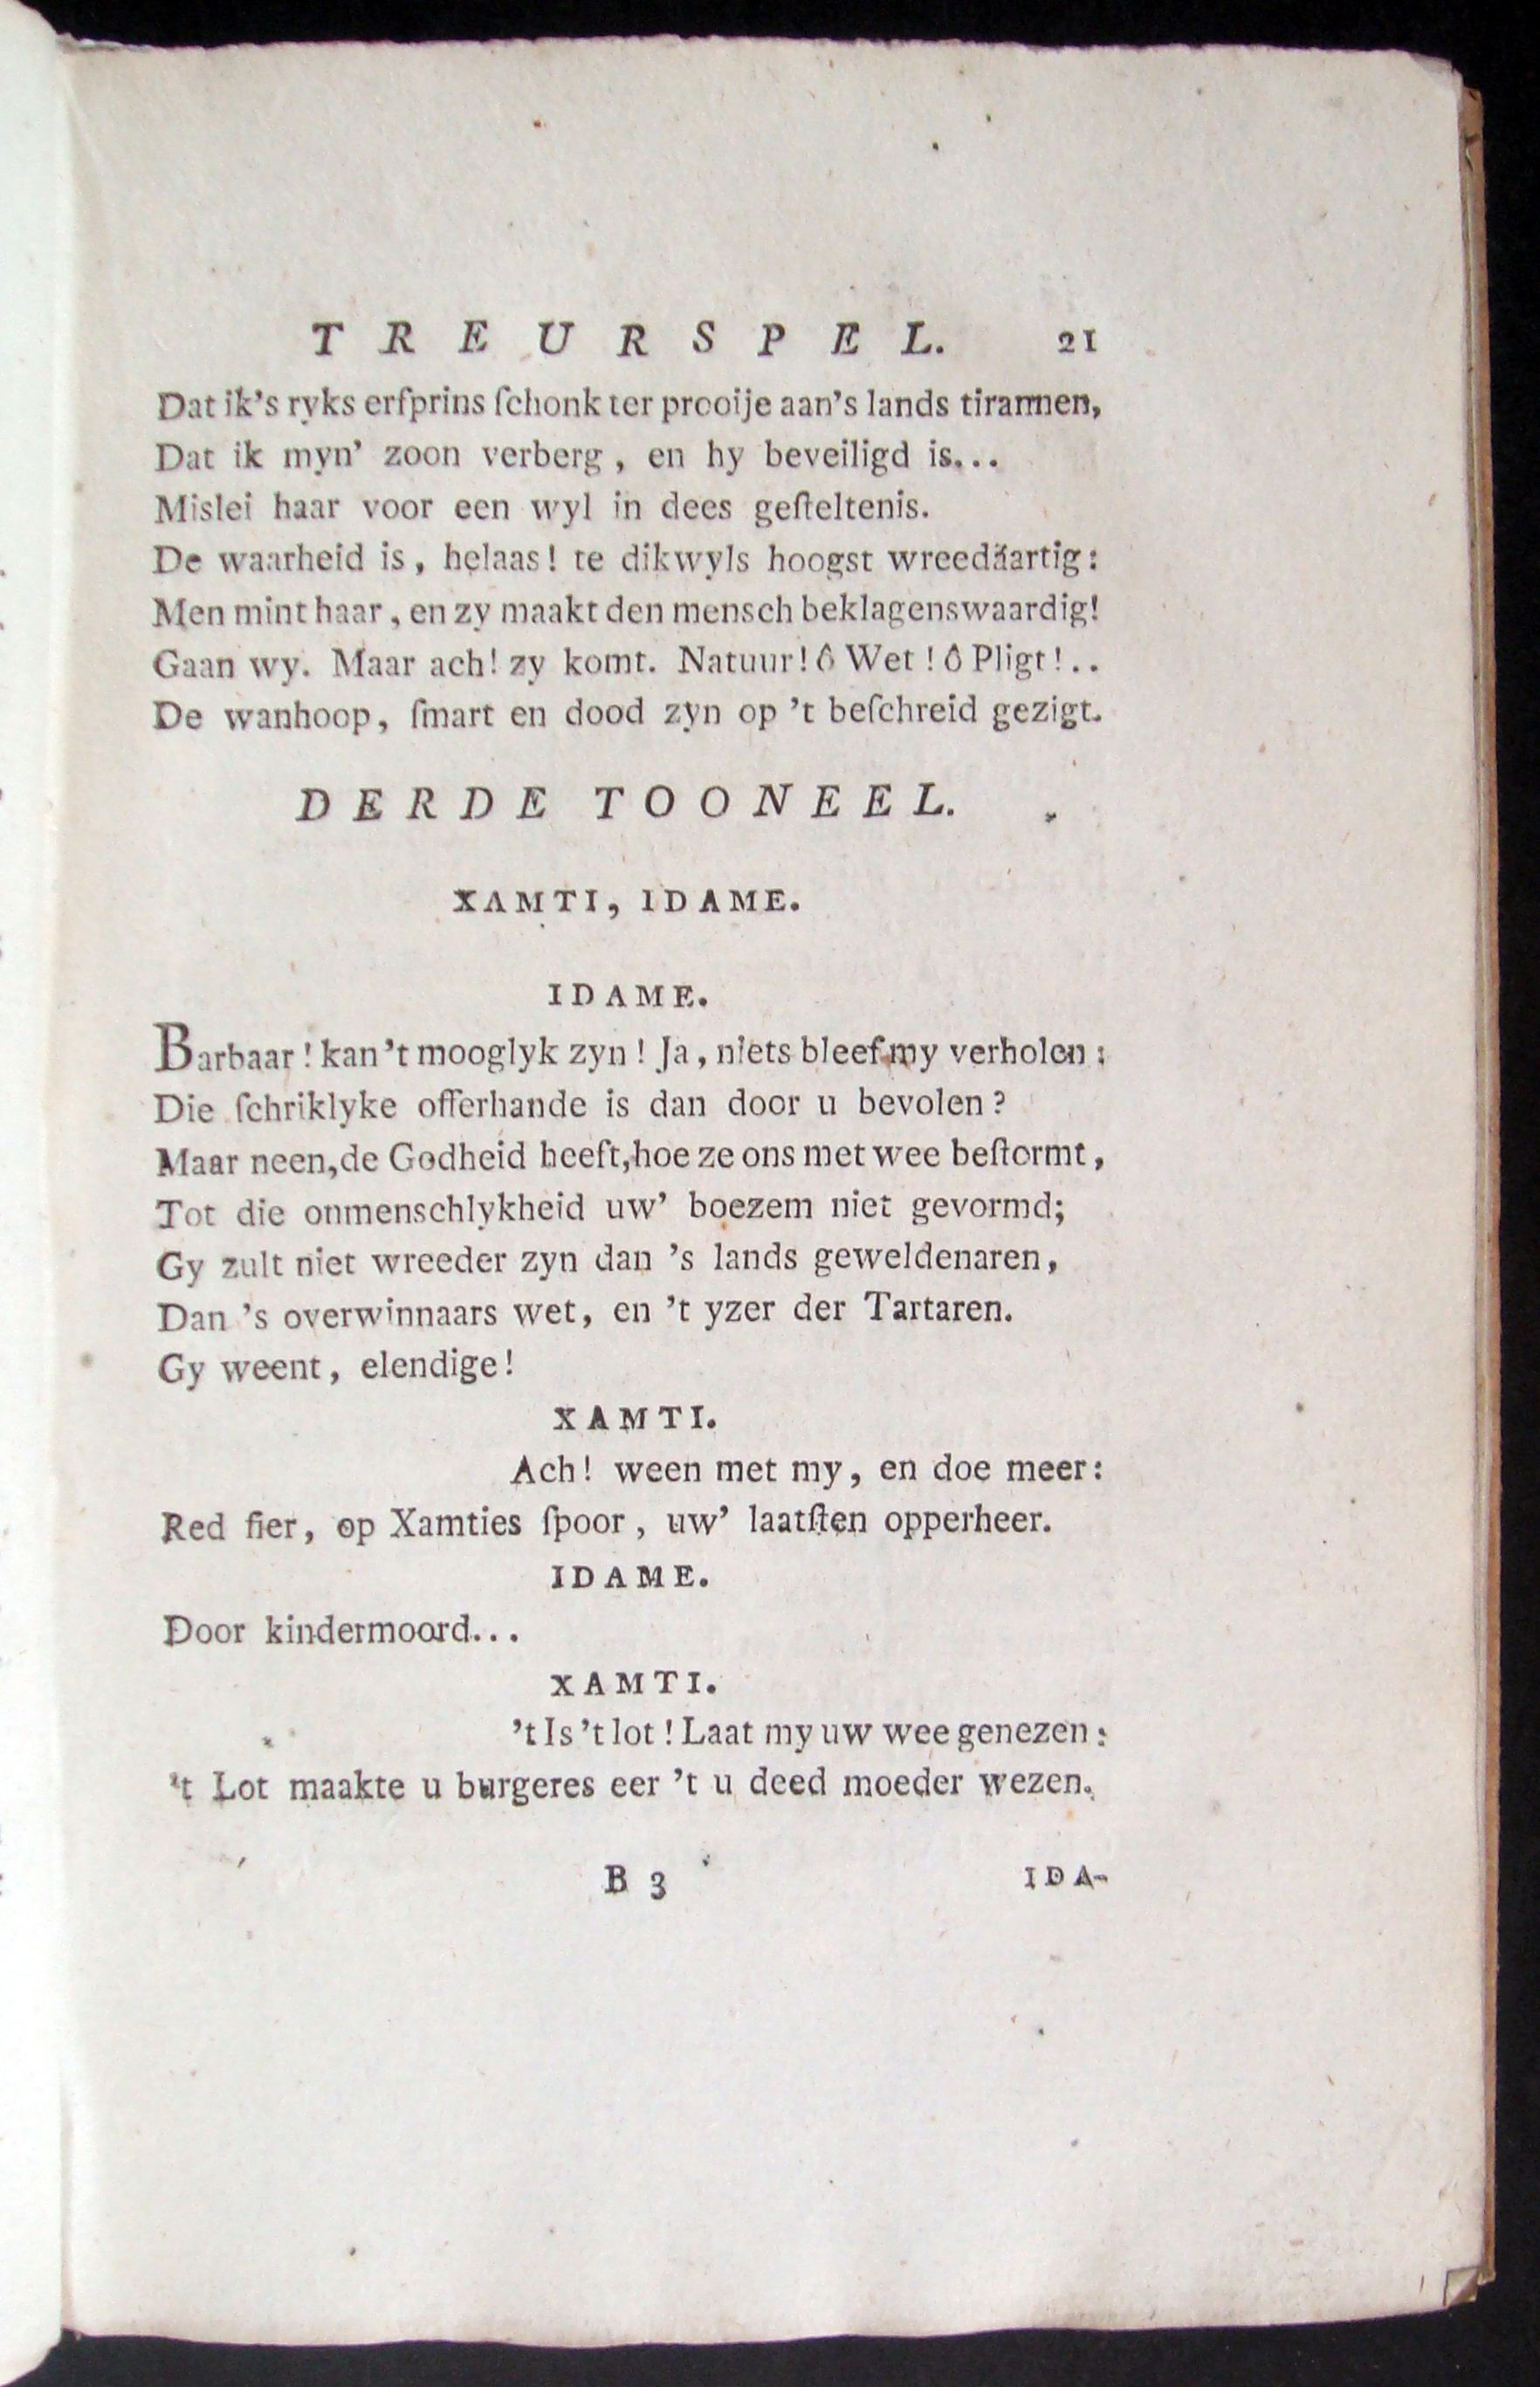 TREURSPEL. 21
Dat ik's ryks erfprins ſchonk ter prooije aan's lands tirannen,
Dat ik myn' zoon verberg, en hy beveiligd is...
Mislei haar voor een wyl in dees geſteltenis.
De waarheid is, helaas! te dikwyls hoogst wreedäartig:
Men mint haar, en zy maakt den mensch beklagenswaardig!
Gaan wy. Maar ach! zy komt. Natuur! ô Wet! ô Pligt!..
De wanhoop, ſmart en dood zyn op 't beſchreid gezigt.
DERDE TOONEEL.
XAMTI, IDAME.
IDAME.
Barbaar! kan 't mooglyk zyn! Ja, niets bleef my verholen:
Die ſchriklyke offerhande is dan door u bevolen?
Maar neen, de Godheid heeft, hoe ze ons met wee beſtormt,
Tot die onmenschlykheid uw' boezem niet gevormd;
Gy zult niet wreeder zyn dan 's lands geweldenaren,
Dan 's overwinnaars wet, en 't yzer der Tartaren.
Gy weent, elendige!
XAMTI.
Ach! ween met my, en doe meer:
Red fier, op Xamties ſpoor, uw' laatſten opperheer.
IDAME.
Door kindermoord...
XAMTI.
't Is 't lot! Laat my uw wee genezen:
't Lot maakte u burgeres eer 't u deed moeder wezen.
B 3 IDA-